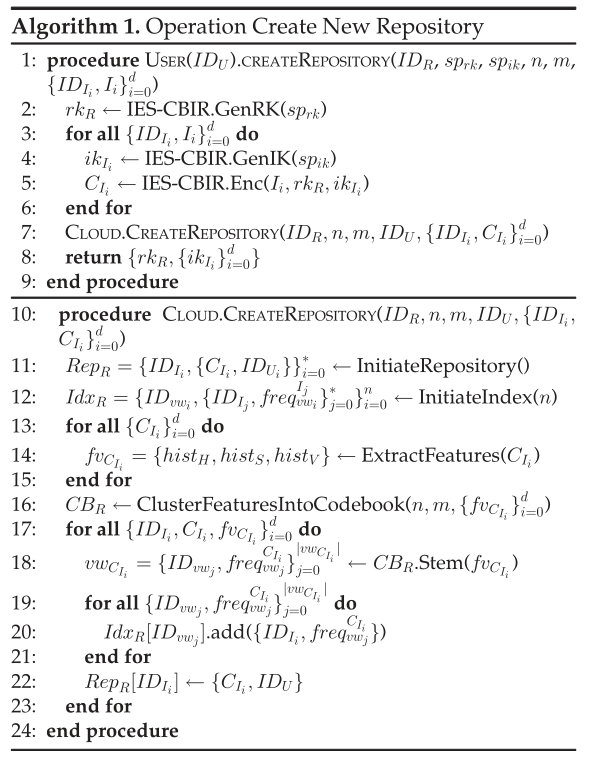 Algorithm 1. Operation Create New Repository
1: procedure USER(ID_U).CREATEREPOSITORY(ID_R, sp_{rk}, sp_{ik}, n, m,
{ID_{I_i}, I_i}_{i=0}^d)
2: rk_R ← IES-CBIR.GenRK(sp_{rk})
3: for all {ID_{I_i}, I_i}_{i=0}^d do
4: ik_{I_i} ← IES-CBIR.GenIK(sp_{ik})
5: C_{I_i} ← IES-CBIR.Enc(I_i, rk_R, ik_{I_i})
6: end for
7: CLOUD.CREATEREPOSITORY(ID_R, n, m, ID_U, {ID_{I_i}, C_{I_i}}_{i=0}^d)
8: return {rk_R, {ik_{I_i}}_{i=0}^d}
9: end procedure
10: procedure CLOUD.CREATEREPOSITORY(ID_R, n, m, ID_U, {ID_{I_i},
C_{I_i}}_{i=0}^d)
11: Rep_R = {ID_{I_i}, {C_{I_i}, ID_{U_i}}}_{i=0}^* ← InitiateRepository()
12: Idx_R = {ID_{vw_i}, {ID_{I_j}, freq_{vw_i}^{I_j}}_{j=0}^*}_{i=0}^n ← InitiateIndex(n)
13: for all {C_{I_i}}_{i=0}^d do
14: fv_{C_{I_i}} = {hist_H, hist_S, hist_V} ← ExtractFeatures(C_{I_i})
15: end for
16: CB_R ← ClusterFeaturesIntoCodebook(n, m, {fv_{C_{I_i}}}_{i=0}^d)
17: for all {ID_{I_i}, C_{I_i}, fv_{C_{I_i}}}_{i=0}^d do
18: vw_{C_{I_i}} = {ID_{vw_j}, freq_{vw_j}^{C_{I_i}}}_{j=0}^{|vw_{C_{I_i}}|} ← CB_R.Stem(fv_{C_{I_i}})
19: for all {ID_{vw_j}, freq_{vw_j}^{C_{I_i}}}_{j=0}^{|vw_{C_{I_i}}|} do
20: Idx_R[ID_{vw_j}].add({ID_{I_i}, freq_{vw_j}^{C_{I_i}}})
21: end for
22: Rep_R[ID_{I_i}] ← {C_{I_i}, ID_U}
23: end for
24: end procedure